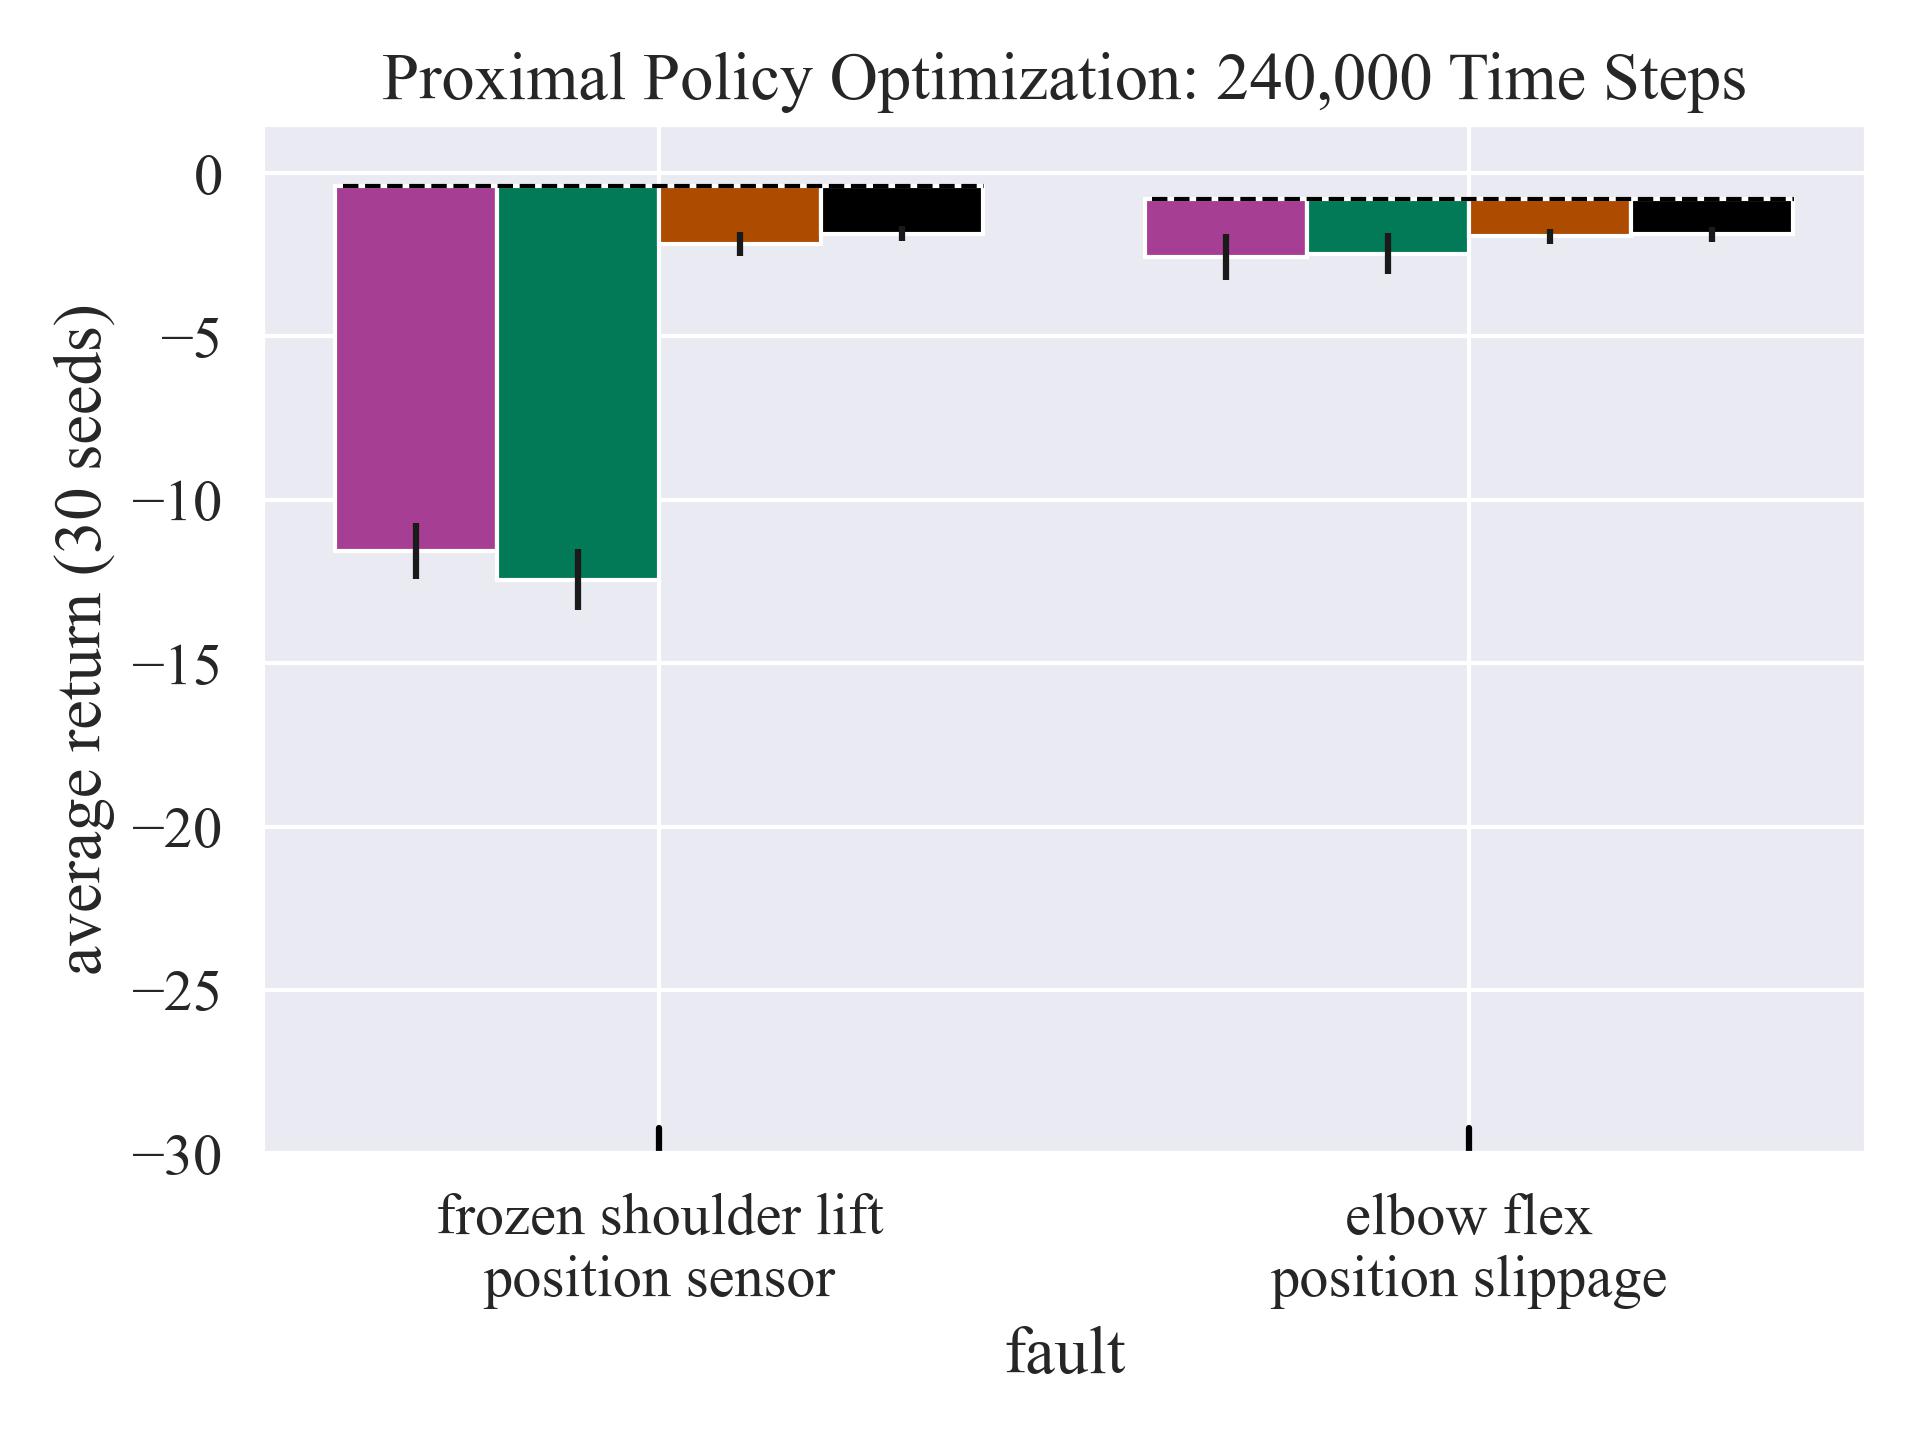 Proximal Policy Optimization: 240,000 Time Steps
average return (30 seeds)
0
−5
−10
−15
−20
−25
−30
frozen shoulder lift
position sensor
elbow flex
position slippage
fault